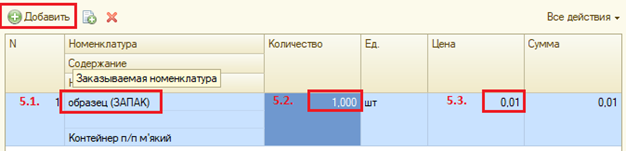 Добавить Все действия
N Номенклатура Количество Ед. Цена Сумма
Содержание
Заказываемая номенклатура
5.1. 1 образец (ЗАПАК) 5.2. 1,000 шт 5.3. 0,01 0,01
Контейнер п/п м'який